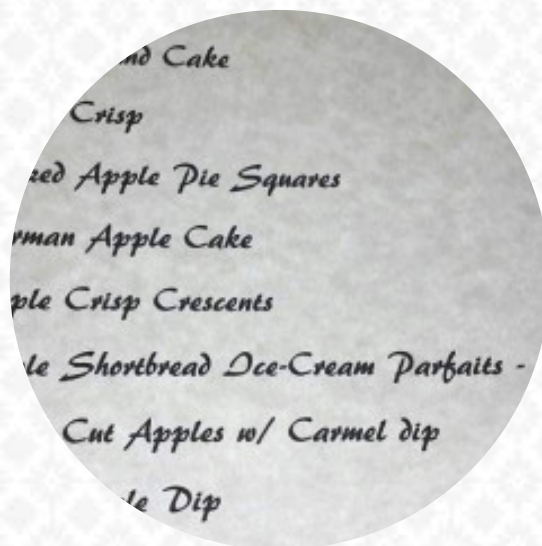 Cake
Crisp
Apple Pie Squares
Apple Cake
Crisp Crescents
Shortbread Ice-Cream Parfaits -
Cut Apples w/ Carmel dip
Dip